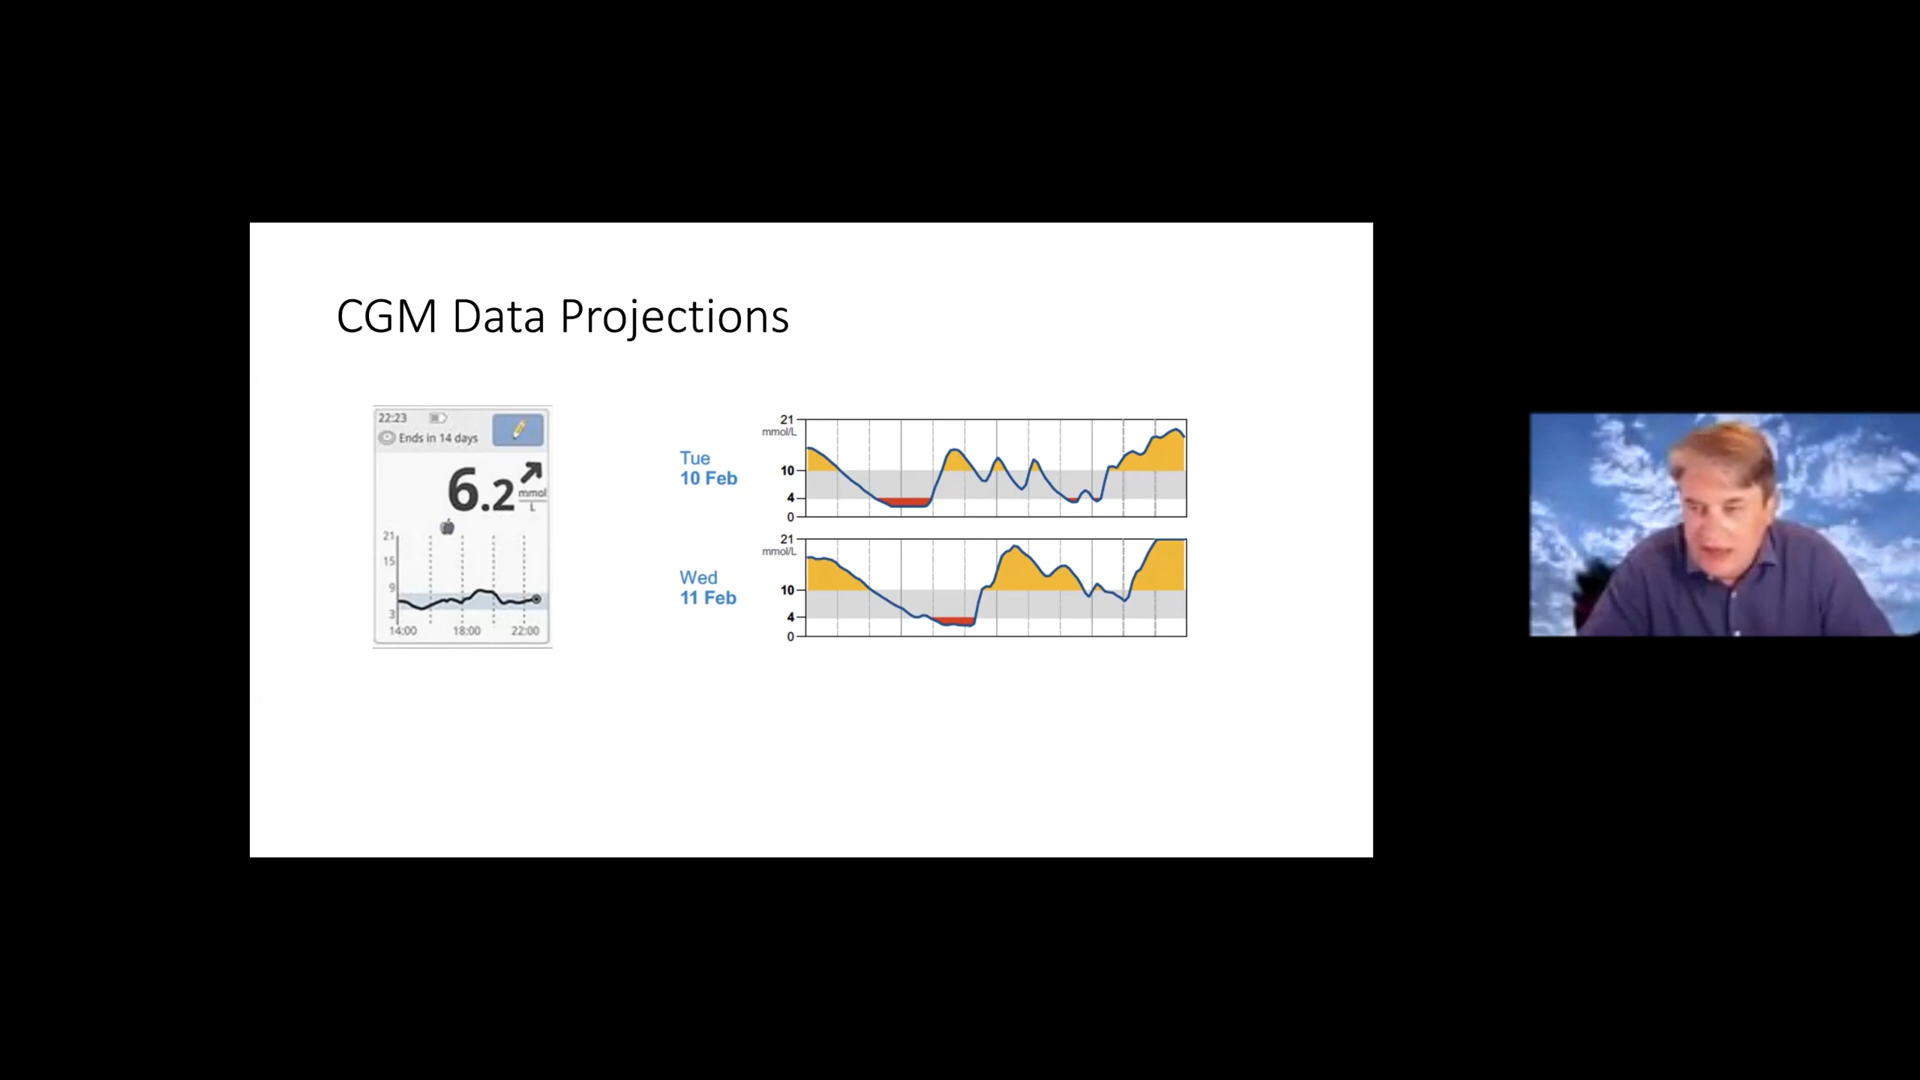 CGM Data Projections
22:23
Ends in 14 days
6.2
mmol
L
21
15
9
3
14:00 18:00 22:00
Tue
10 Feb
21
mmol/L
10
4
0
Wed
11 Feb
21
mmol/L
10
4
0